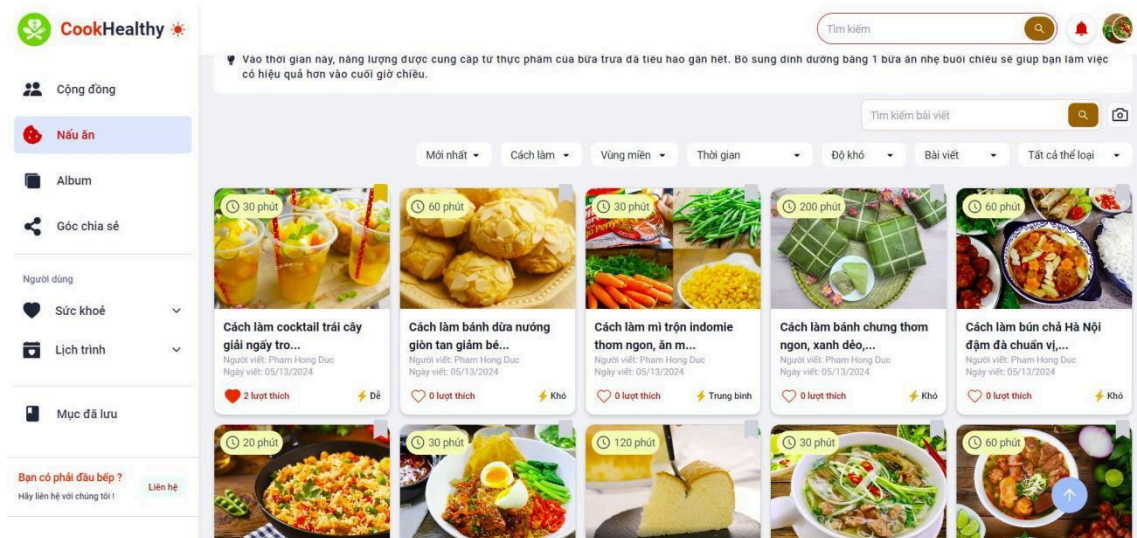 CookHealthy
Tìm kiếm
Cộng đồng
Nấu ăn
Album
Góc chia sẻ
Người dùng
Sức khoẻ
Lịch trình
Mục đã lưu
Bạn có phải đầu bếp ?
Hãy liên hệ với chúng tôi !
Liên hệ
Vào thời gian này, năng lượng được cung cấp từ thực phẩm của bữa trưa đã tiêu hao gần hết. Bổ sung dinh dưỡng bằng 1 bữa ăn nhẹ buổi chiều sẽ giúp bạn làm việc
có hiệu quả hơn vào cuối giờ chiều.
Tìm kiếm bài viết
Mới nhất Cách làm Vùng miền Thời gian Độ khó Bài viết Tất cả thể loại
30 phút
Cách làm cocktail trái cây
giải ngấy tro...
Người viết: Pham Hong Duc
Ngày viết: 05/13/2024
2 lượt thích Dễ
60 phút
Cách làm bánh dừa nướng
giòn tan giảm bé...
Người viết: Pham Hong Duc
Ngày viết: 05/13/2024
0 lượt thích Khó
30 phút
Cách làm mì trộn indomie
thơm ngon, ăn m...
Người viết: Pham Hong Duc
Ngày viết: 05/13/2024
0 lượt thích Trung bình
200 phút
Cách làm bánh chưng thơm
ngon, xanh dẻo,...
Người viết: Pham Hong Duc
Ngày viết: 05/13/2024
0 lượt thích Khó
60 phút
Cách làm bún chả Hà Nội
đậm đà chuẩn vị,...
Người viết: Pham Hong Duc
Ngày viết: 05/13/2024
0 lượt thích Khó
20 phút
30 phút
120 phút
30 phút
60 phút